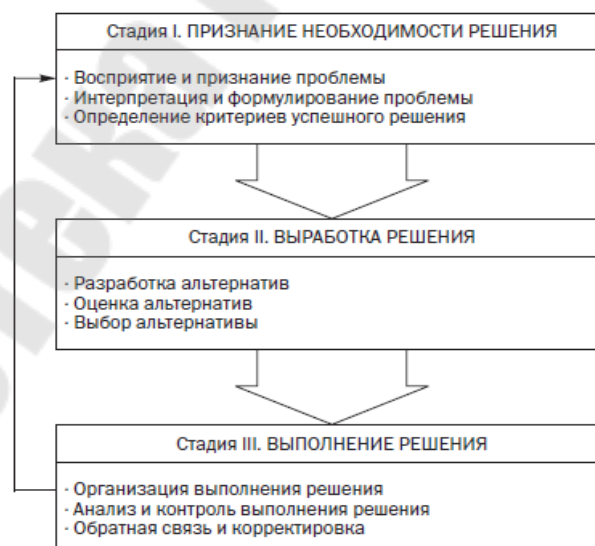 Стадия I. ПРИЗНАНИЕ НЕОБХОДИМОСТИ РЕШЕНИЯ
· Восприятие и признание проблемы
· Интерпретация и формулирование проблемы
· Определение критериев успешного решения
Стадия II. ВЫРАБОТКА РЕШЕНИЯ
· Разработка альтернатив
· Оценка альтернатив
· Выбор альтернативы
Стадия III. ВЫПОЛНЕНИЕ РЕШЕНИЯ
· Организация выполнения решения
· Анализ и контроль выполнения решения
· Обратная связь и корректировка